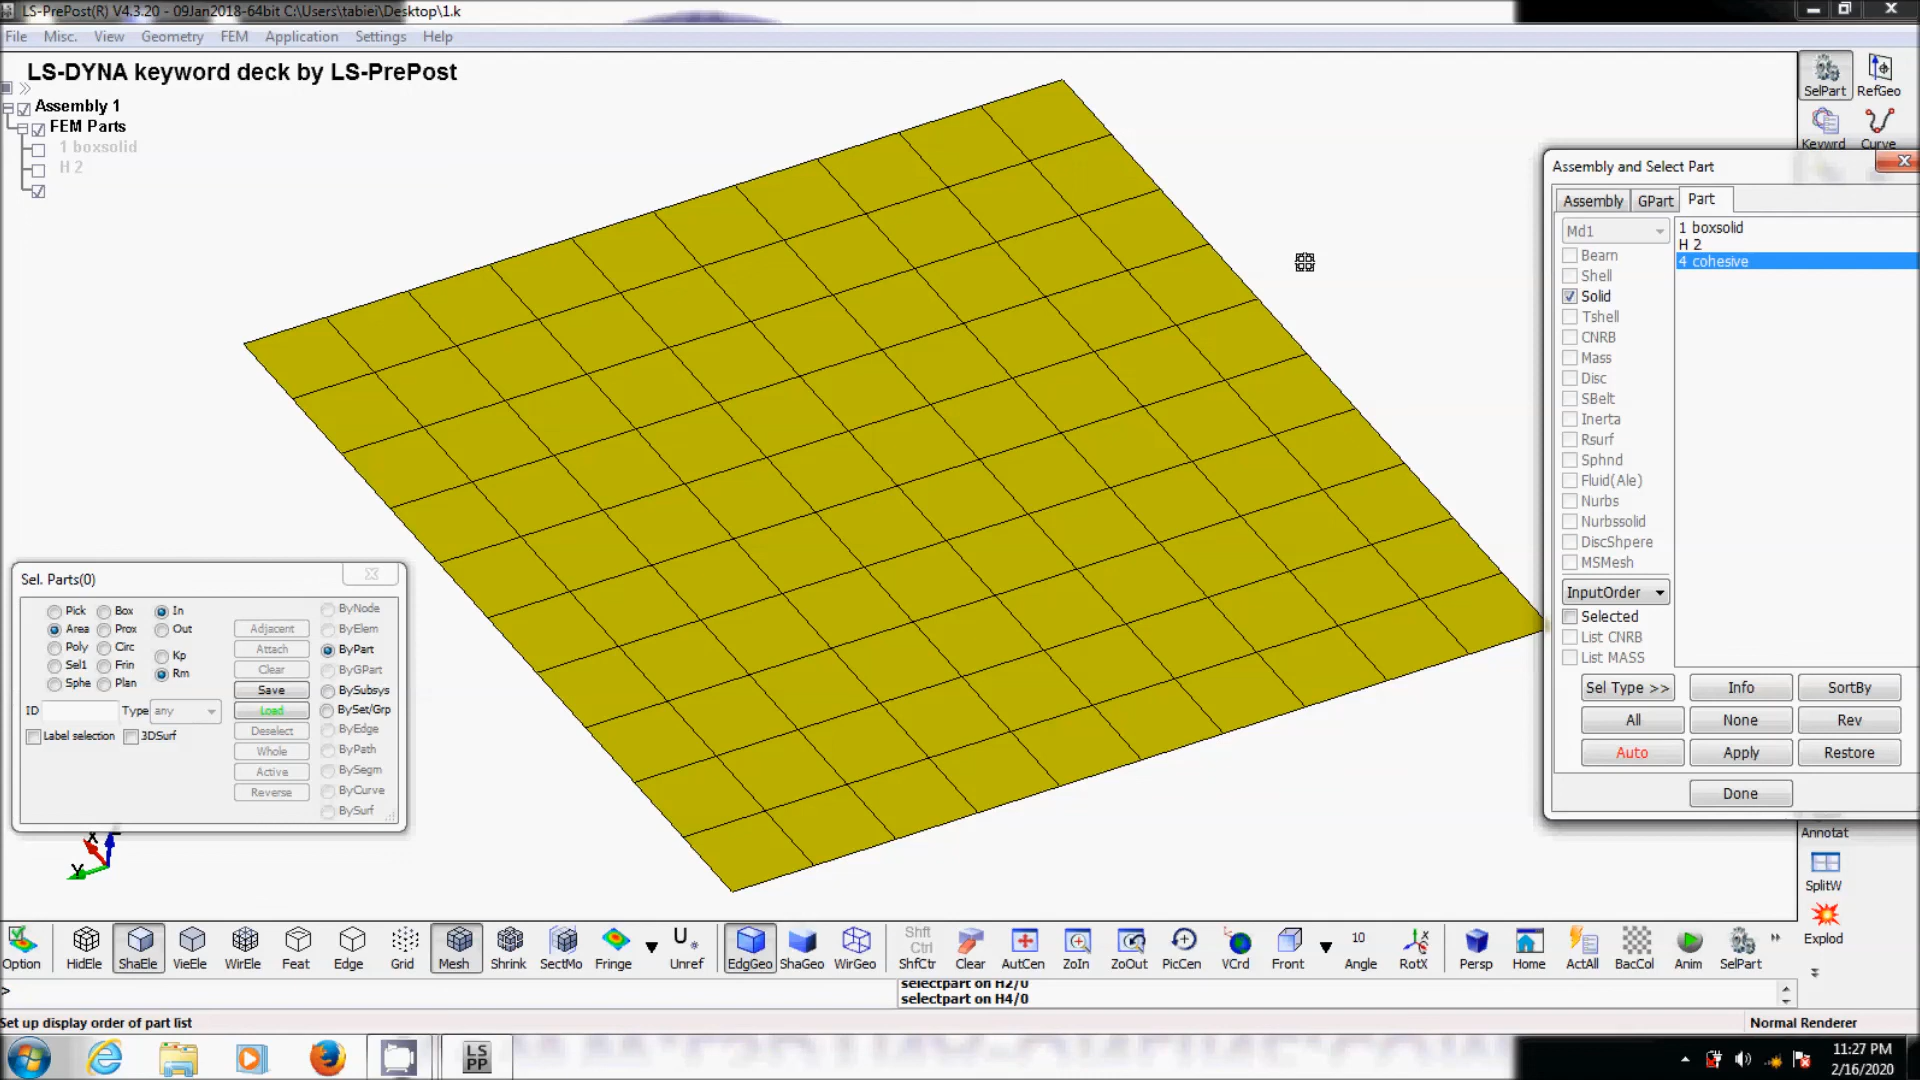 LS-PrePost(R) V4.3.20 - 09Jan2018-64bit C:\Users\tabiei\Desktop\1.k
File Misc. View Geometry FEM Application Settings Help
LS-DYNA keyword deck by LS-PrePost
Assembly 1
FEM Parts
1 boxsolid
H 2
SelPart RefGeo
Keywrd Curve
Assembly and Select Part
Assembly GPart Part
Md1
Beam
Shell
Solid
Tshell
CNRB
Mass
Disc
SBelt
Inerta
Rsurf
Sphnd
Fluid(Ale)
Nurbs
Nurbssolid
DiscShpere
MSMesh
1 boxsolid
H 2
4 cohesive
InputOrder
Selected
List CNRB
List MASS
Sel Type >> Info SortBy
All None Rev
Auto Apply Restore
Done
Sel. Parts(0)
Pick Box In
Area Prox Out
Poly Circ Kp
Sel1 Frin Rm
Sphe Plan
ID Type any
Label selection 3DSurf
Adjacent
Attach
Clear
Save
Load
Deselect
Whole
Active
Reverse
ByNode
ByElem
ByPart
ByGPart
BySubsys
BySet/Grp
ByEdge
ByPath
BySegm
ByCurve
BySurf
X
Y
Annotat
SplitW
Explod
Option HidEle ShaEle VieEle WirEle Feat Edge Grid Mesh Shrink SectMo Fringe Unref EdgGeo ShaGeo WirGeo Shft Ctrl ShfCtr Clear AutCen ZoIn ZoOut PicCen VCrd Front 10 Angle RotX Persp Home ActAll BacCol Anim SelPart
>
selectpart on H2/0
selectpart on H4/0
Set up display order of part list
Normal Renderer
LS PP
11:27 PM
2/16/2020